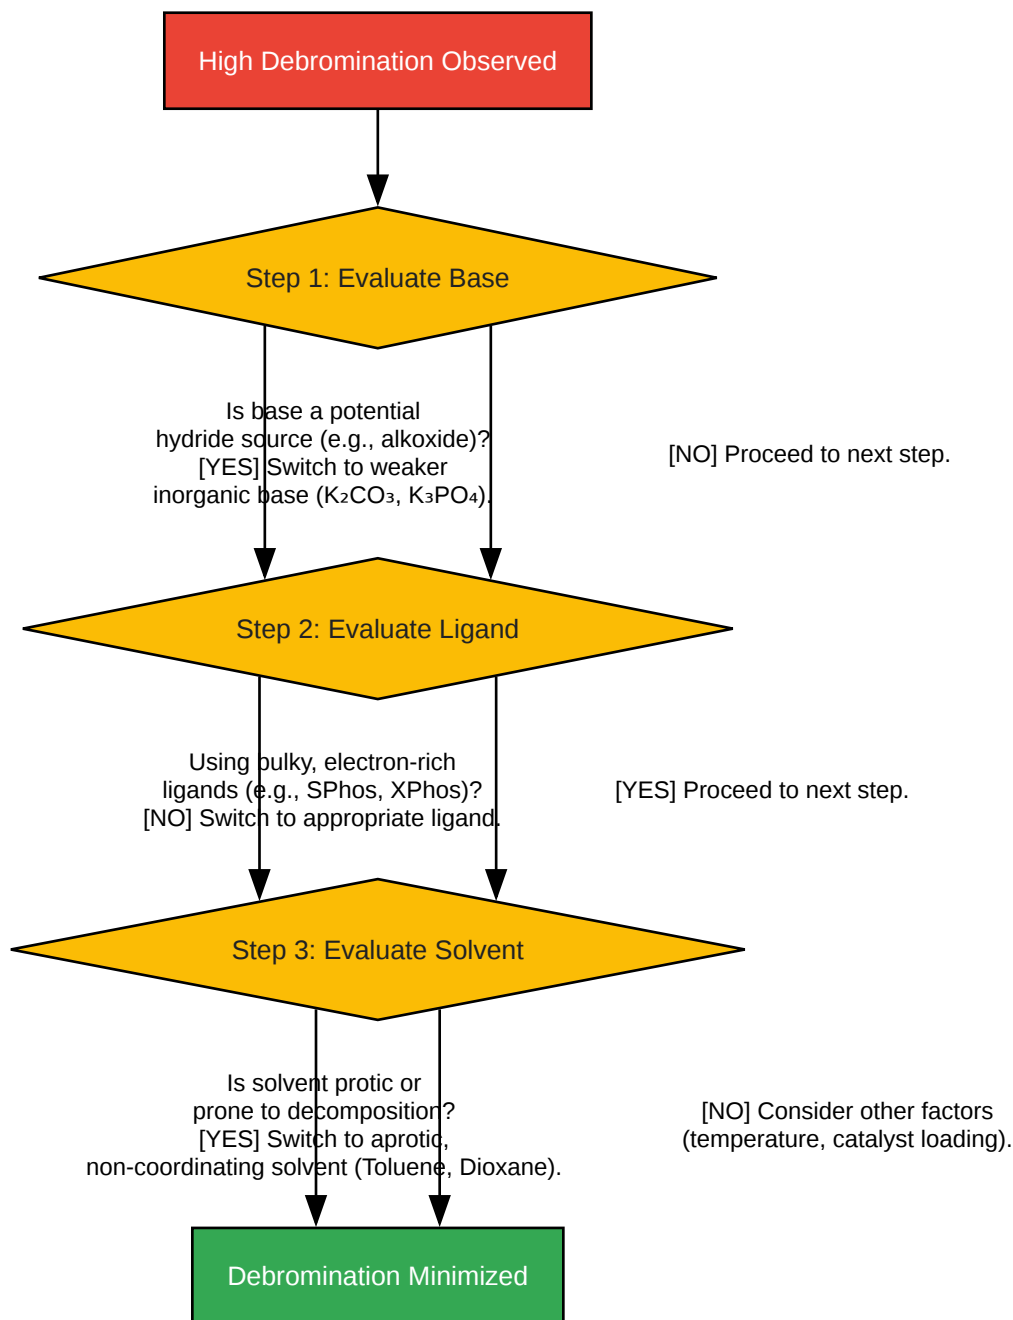 High Debromination Observed
Step 1: Evaluate Base
Is base a potential
hydride source (e.g., alkoxide)?
[YES] Switch to weaker
inorganic base (K₂CO₃, K₃PO₄).
[NO] Proceed to next step.
Step 2: Evaluate Ligand
Using bulky, electron-rich
ligands (e.g., SPhos, XPhos)?
[NO] Switch to appropriate ligand.
[YES] Proceed to next step.
Step 3: Evaluate Solvent
Is solvent protic or
prone to decomposition?
[YES] Switch to aprotic,
non-coordinating solvent (Toluene, Dioxane).
[NO] Consider other factors
(temperature, catalyst loading).
Debromination Minimized